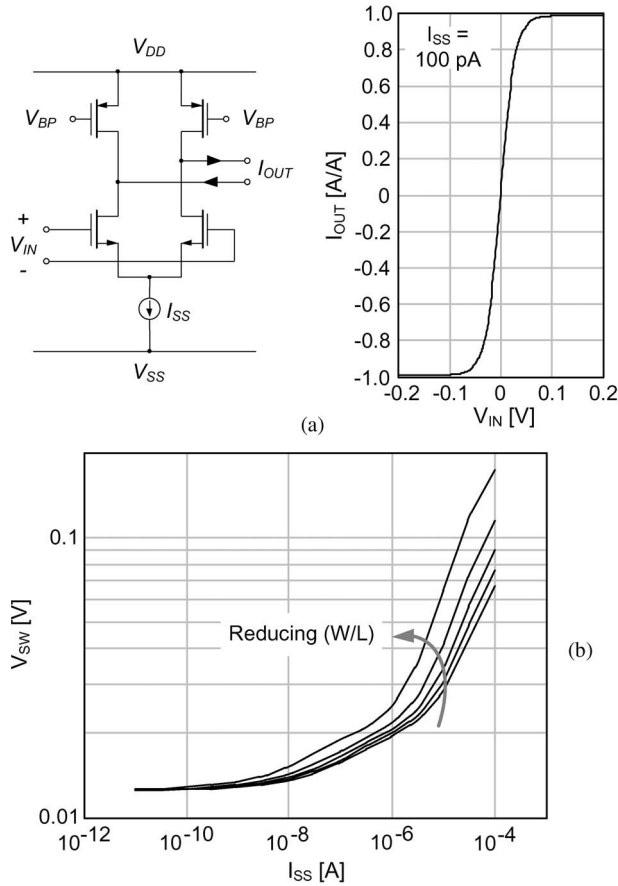 V_DD
V_BP
V_BP
I_OUT
+
V_IN
-
I_SS
V_SS
I_SS =
100 pA
I_OUT [A/A]
1.0
0.8
0.6
0.4
0.2
0
-0.2
-0.4
-0.6
-0.8
-1.0
-0.2 -0.1 0 0.1 0.2
V_IN [V]
(a)
V_SW [V]
0.1
0.01
Reducing (W/L)
(b)
10^-12 10^-10 10^-8 10^-6 10^-4
I_SS [A]